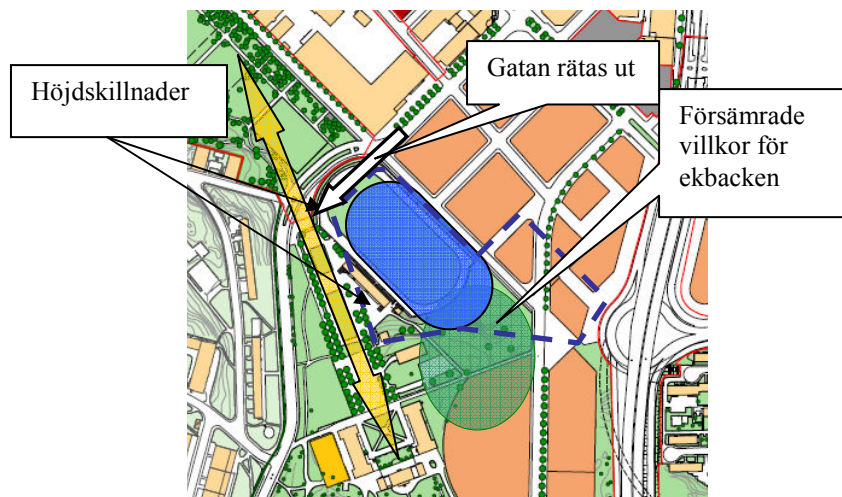 Höjdskillnader
Gatan rätas ut
Försämrade
villkor för
ekbacken